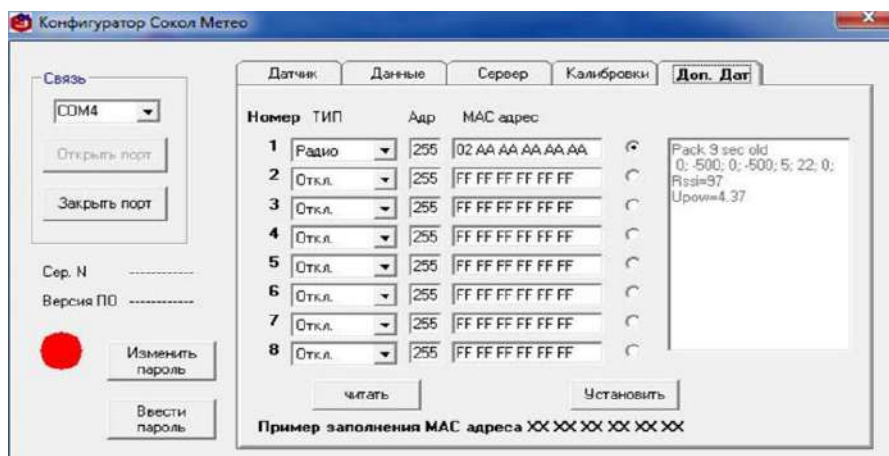 Конфигуратор Сокол Метео
Связь
COM4
Открыть порт
Закрыть порт
Сер. N ------------
Версия ПО ------------
Изменить пароль
Ввести пароль
Датчик Данные Сервер Калибровки Доп. Дат
Номер ТИП Адр МАС адрес
1 Радио 255 02 AA AA AA AA AA
2 Откл. 255 FF FF FF FF FF FF
3 Откл. 255 FF FF FF FF FF FF
4 Откл. 255 FF FF FF FF FF FF
5 Откл. 255 FF FF FF FF FF FF
6 Откл. 255 FF FF FF FF FF FF
7 Откл. 255 FF FF FF FF FF FF
8 Откл. 255 FF FF FF FF FF FF
Pack 9 sec old
0; -500; 0; -500; 5; 22; 0;
Rssi=97
Upow=4.37
читать Установить
Пример заполнения МАС адреса XX XX XX XX XX XX